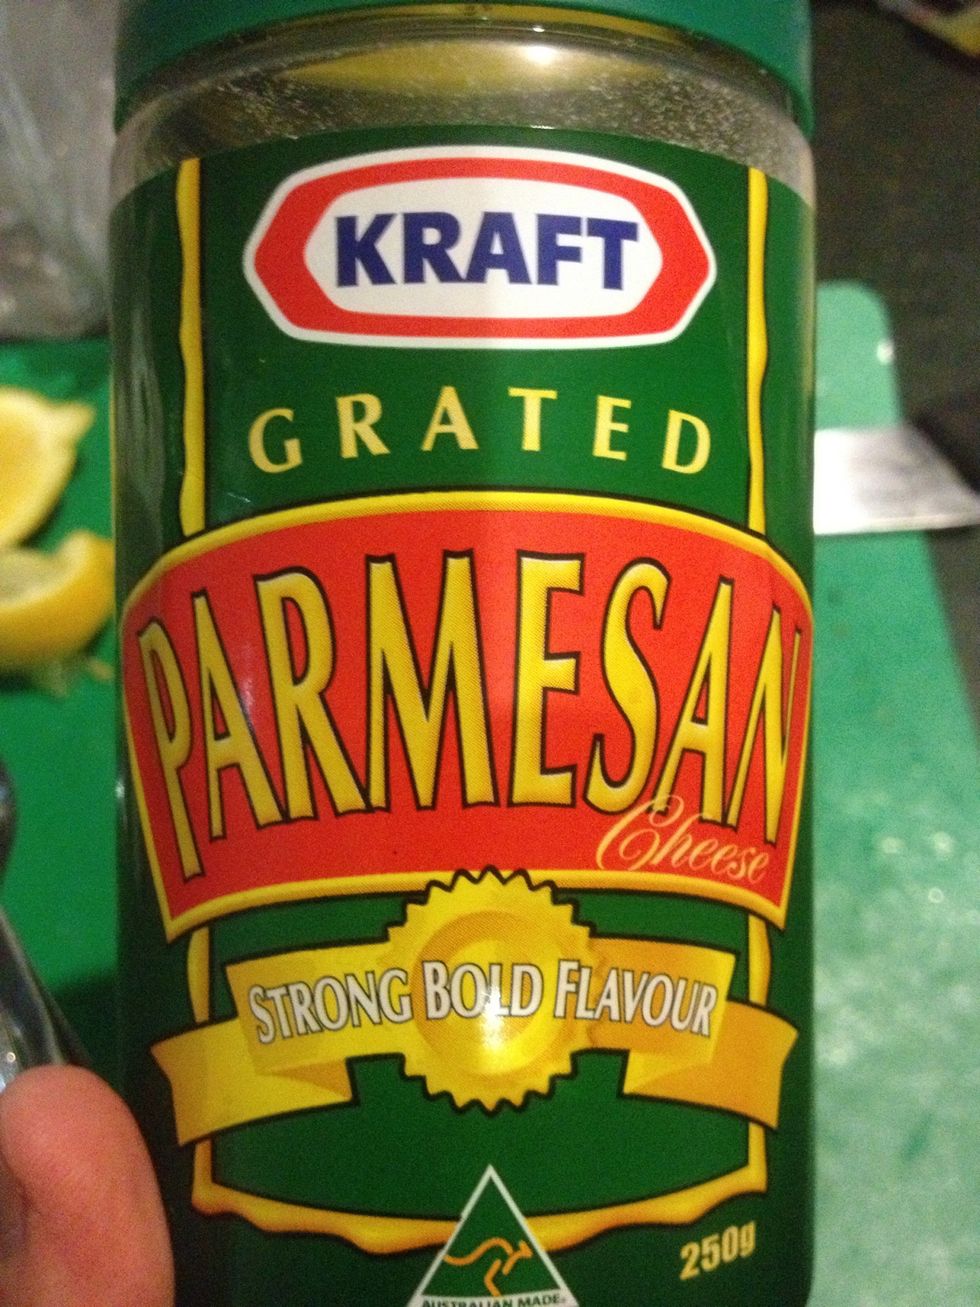 KRAFT
GRATED
PARMESAN
Cheese
STRONG BOLD FLAVOUR
250g
AUSTRALIAN MADE